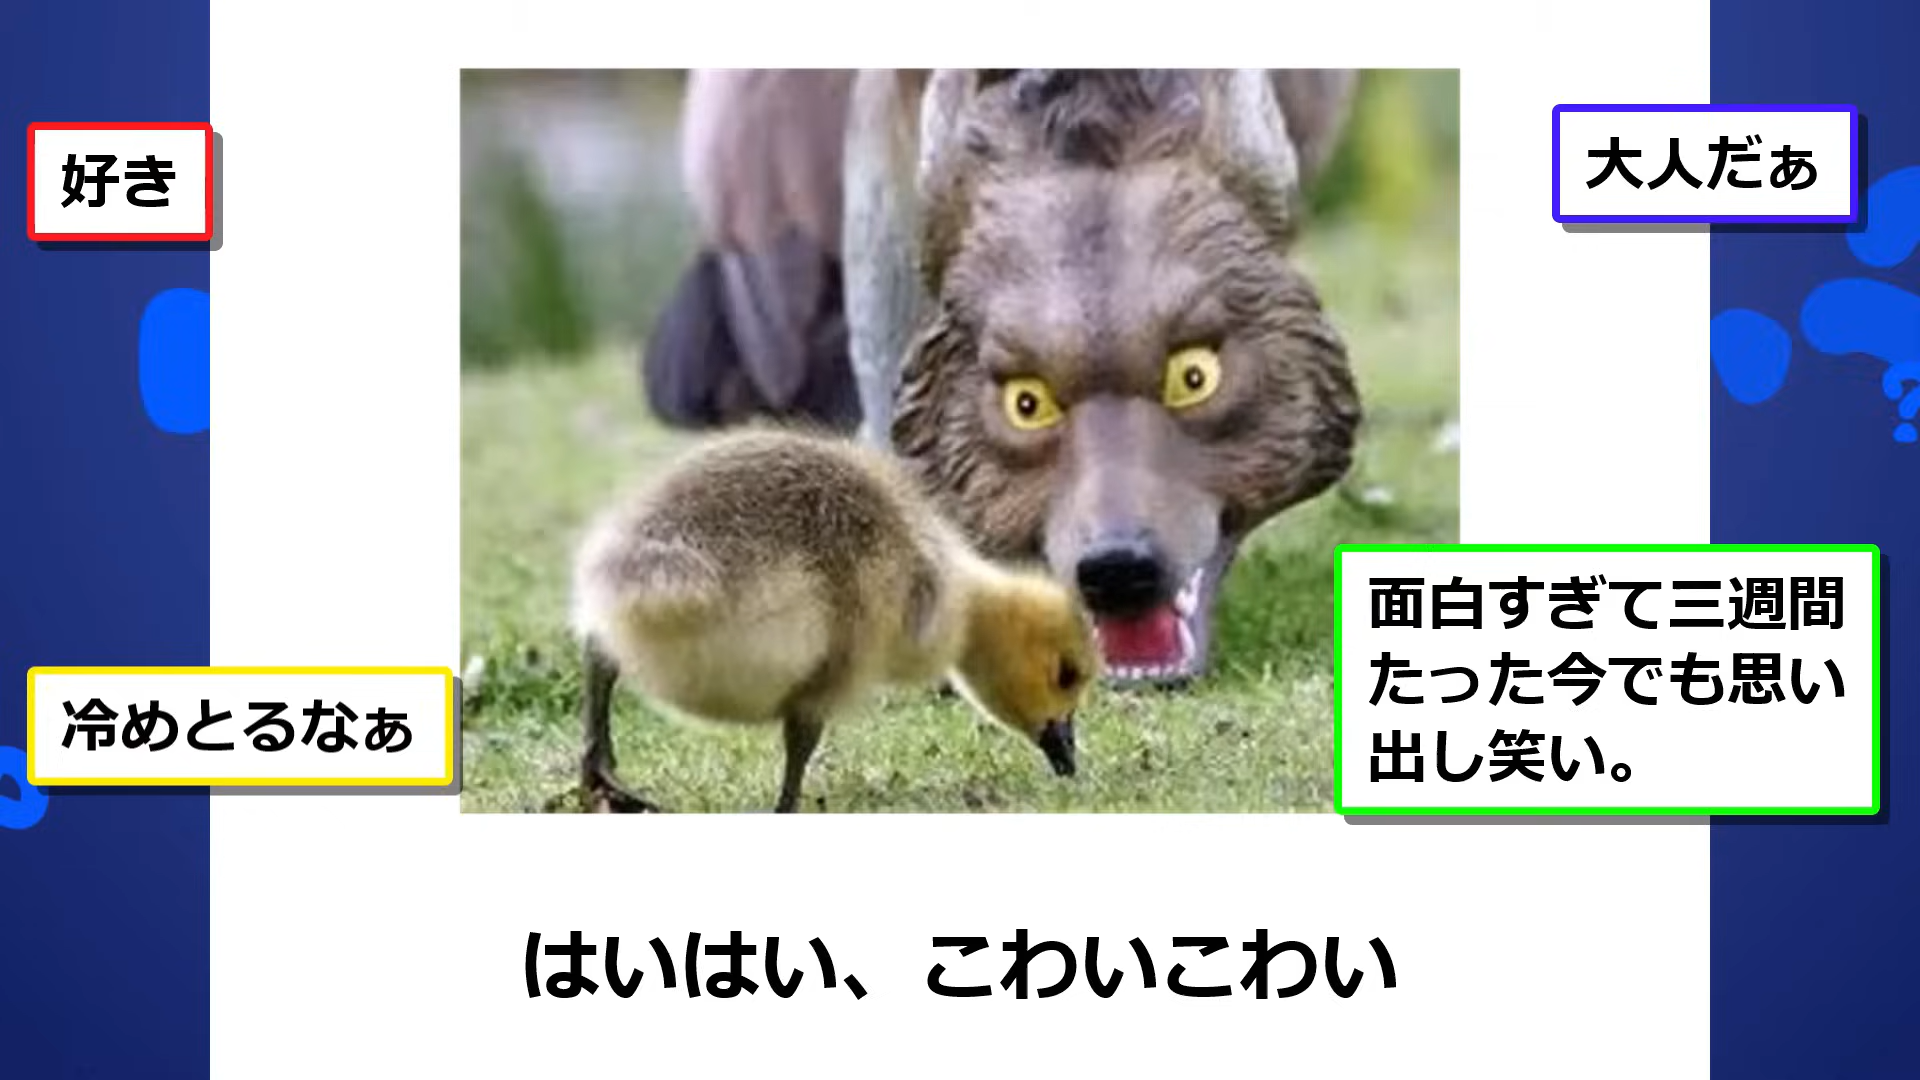 好き
大人だぁ
冷めとるなぁ
面白すぎて三週間
たった今でも思い
出し笑い。
はいはい、こわいこわい